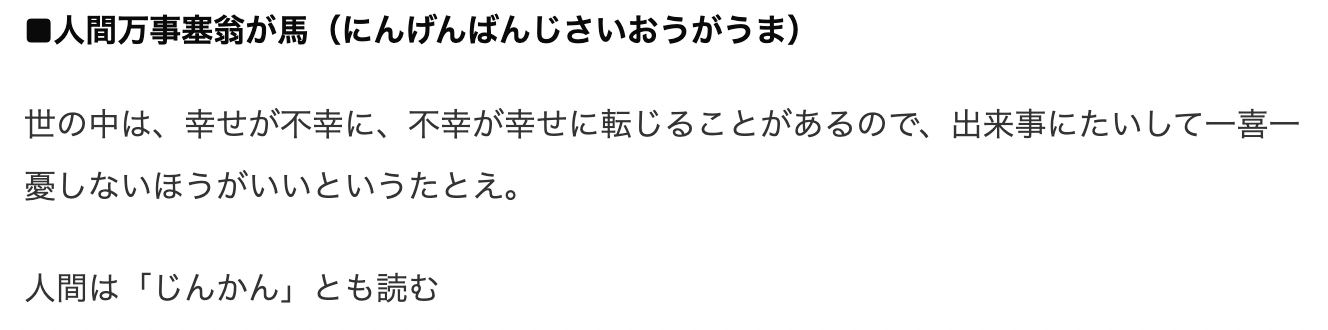 ■人間万事塞翁が馬（にんげんばんじさいおうがうま）
世の中は、幸せが不幸に、不幸が幸せに転じることがあるので、出来事にたいして一喜一
憂しないほうがいいというたとえ。
人間は「じんかん」とも読む